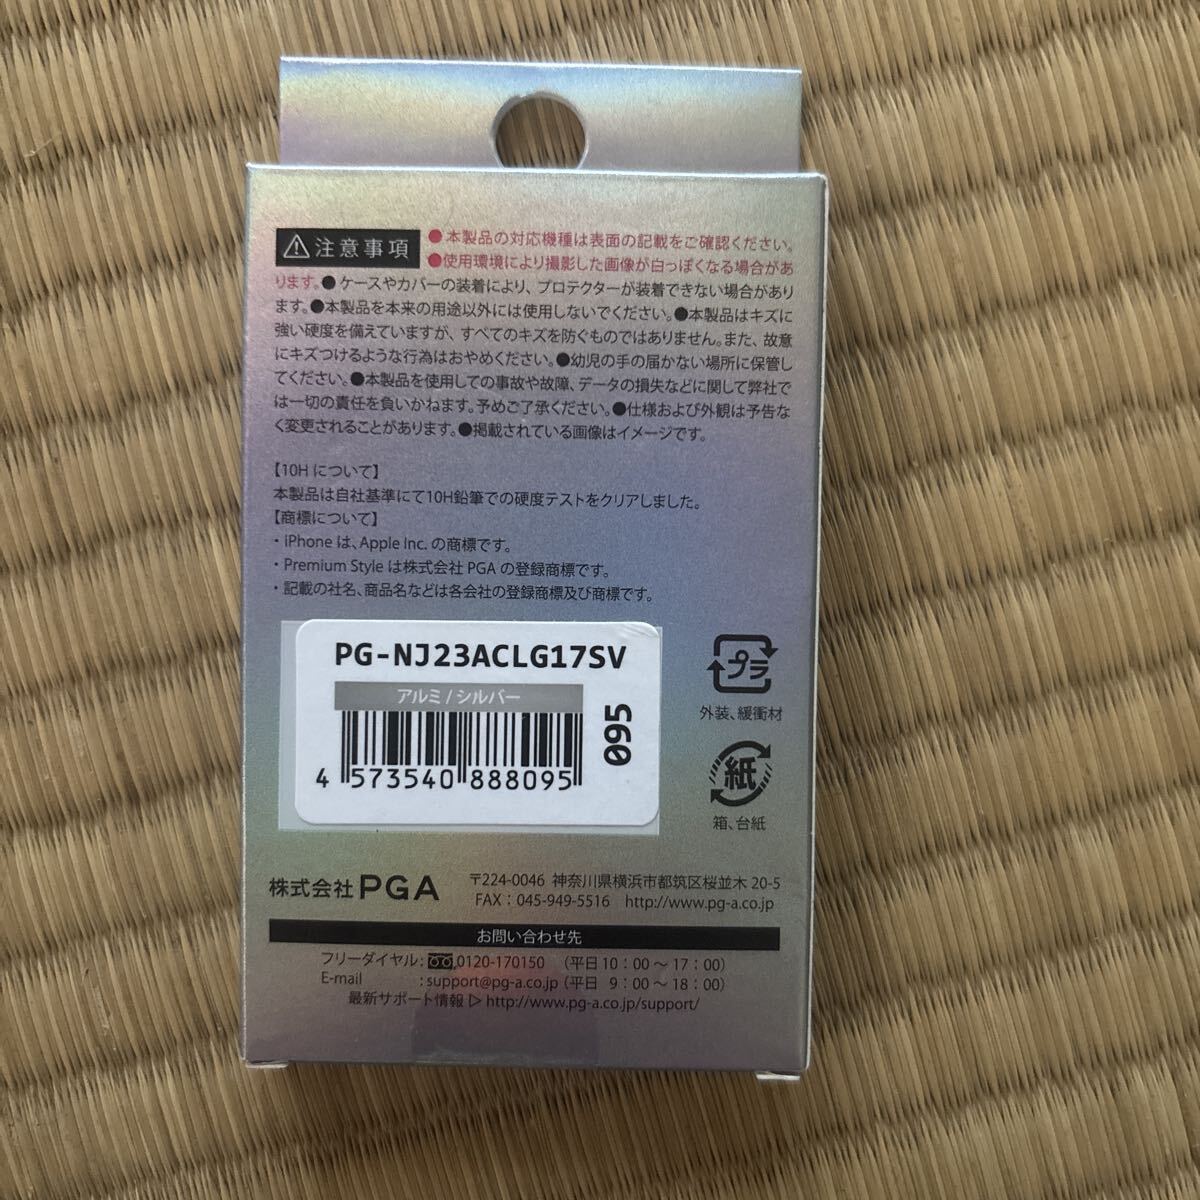 注意事項 ●本製品の対応機種は表面の記載をご確認ください。
●使用環境により撮影した画像が白っぽくなる場合があ
ります。●ケースやカバーの装着により、プロテクターが装着できない場合があり
ます。●本製品を本来の用途以外には使用しないでください。●本製品はキズに
強い硬度を備えていますが、すべてのキズを防ぐものではありません。また、故意
にキズつけるような行為はおやめください。●幼児の手の届かない場所に保管し
てください。●本製品を使用しての事故や故障、データの損失などに関して弊社で
は一切の責任を負いかねます。予めご了承ください。●仕様および外観は予告な
く変更されることがあります。●掲載されている画像はイメージです。
【10H について】
本製品は自社基準にて10H鉛筆での硬度テストをクリアしました。
【商標について】
・iPhone は、Apple Inc. の商標です。
・Premium Style は株式会社 PGA の登録商標です。
・記載の社名、商品名などは各会社の登録商標及び商標です。
PG-NJ23ACLG17SV
アルミ / シルバー
4 573540 888095
095
プラ
外装、緩衝材
紙
箱、台紙
株式会社 PGA
〒224-0046 神奈川県横浜市都筑区桜並木 20-5
FAX：045-949-5516 http://www.pg-a.co.jp
お問い合わせ先
フリーダイヤル：0120-170150 （平日 10：00 ～ 17：00）
E-mail ：support@pg-a.co.jp（平日 9：00 ～ 18：00）
最新サポート情報 ▷ http://www.pg-a.co.jp/support/